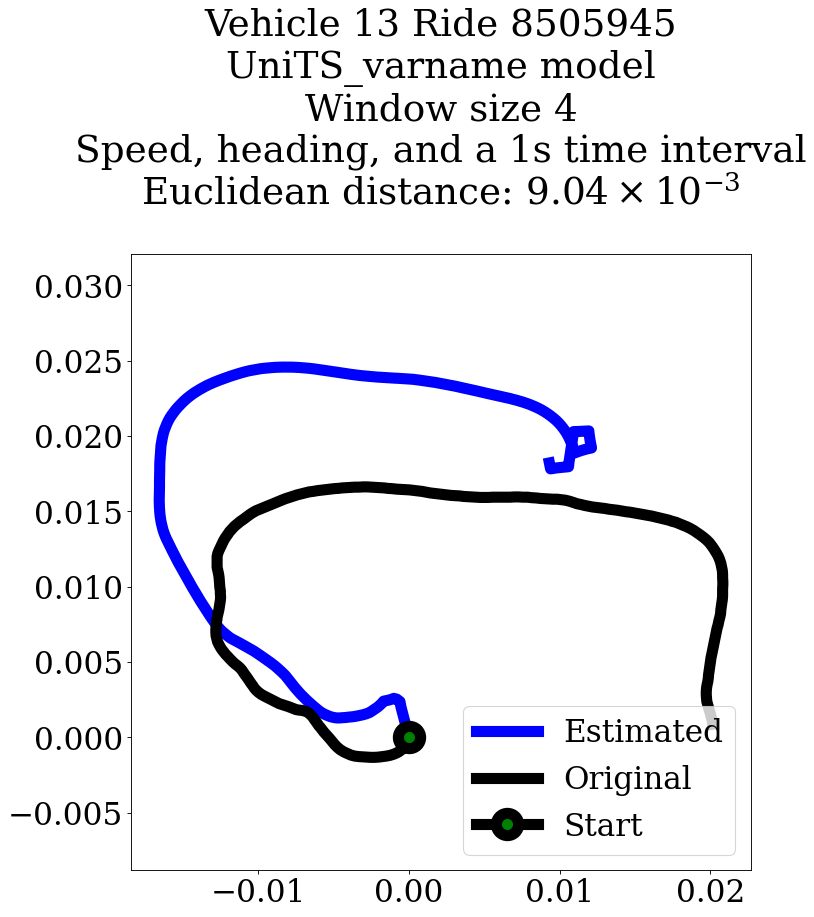 Vehicle 13 Ride 8505945
UniTS_varname model
Window size 4
Speed, heading, and a 1s time interval
Euclidean distance: 9.04 × 10⁻³
0.030
0.025
0.020
0.015
0.010
0.005
0.000
−0.005
Estimated
Original
Start
−0.01 0.00 0.01 0.02